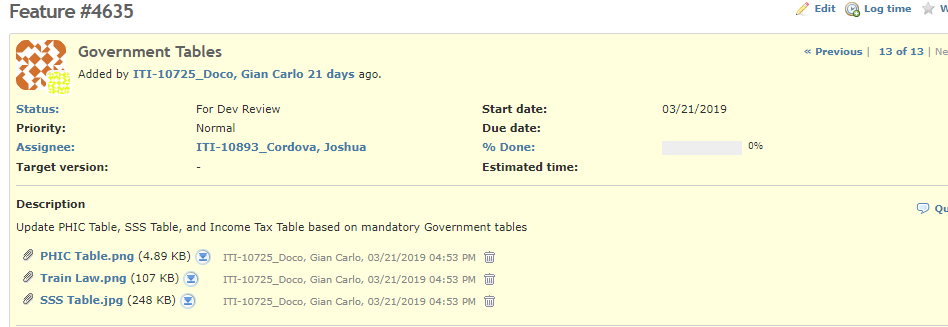 Feature #4635
Edit Log time W
Government Tables
« Previous | 13 of 13 | Ne
Added by ITI-10725_Doco, Gian Carlo 21 days ago.
Status: For Dev Review Start date: 03/21/2019
Priority: Normal Due date:
Assignee: ITI-10893_Cordova, Joshua % Done: 0%
Target version: - Estimated time:
Description
Qu
Update PHIC Table, SSS Table, and Income Tax Table based on mandatory Government tables
PHIC Table.png (4.89 KB) ITI-10725_Doco, Gian Carlo, 03/21/2019 04:53 PM
Train Law.png (107 KB) ITI-10725_Doco, Gian Carlo, 03/21/2019 04:53 PM
SSS Table.jpg (248 KB) ITI-10725_Doco, Gian Carlo, 03/21/2019 04:53 PM